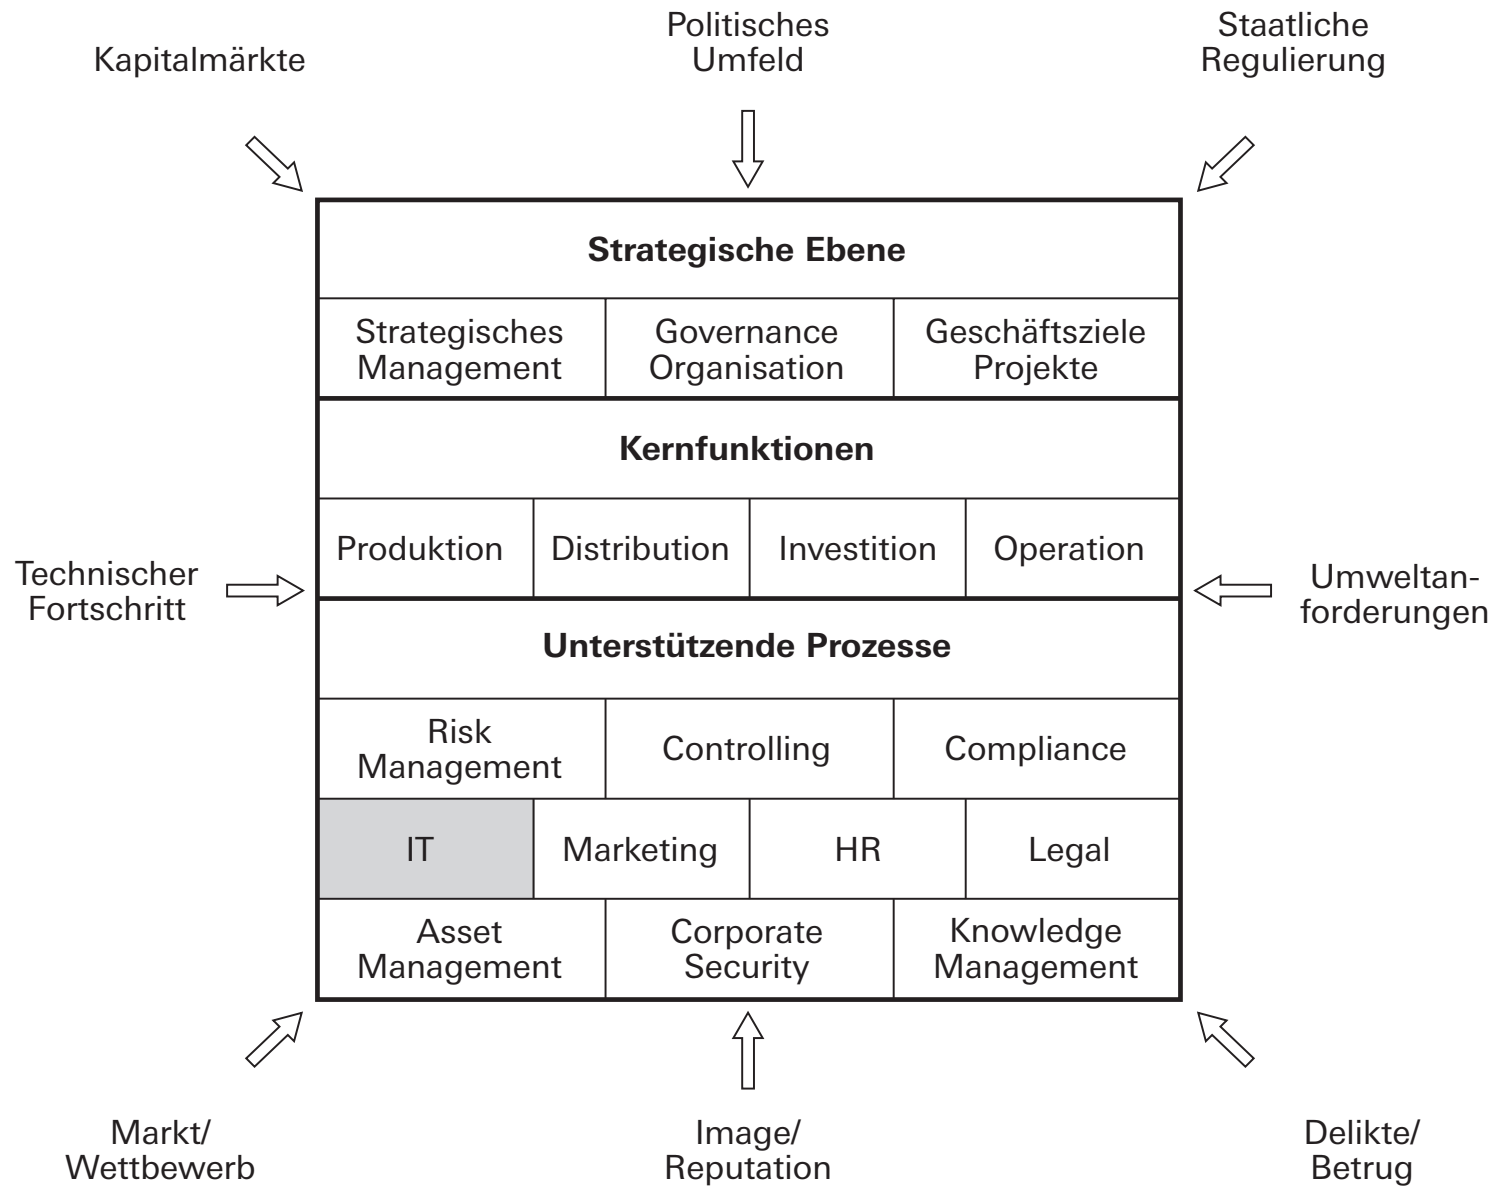 Kapitalmärkte
Politisches
Umfeld
Staatliche
Regulierung
Strategische Ebene
Strategisches
Management
Governance
Organisation
Geschäftsziele
Projekte
Kernfunktionen
Produktion
Distribution
Investition
Operation
Technischer
Fortschritt
Umweltan-
forderungen
Unterstützende Prozesse
Risk
Management
Controlling
Compliance
IT
Marketing
HR
Legal
Asset
Management
Corporate
Security
Knowledge
Management
Markt/
Wettbewerb
Image/
Reputation
Delikte/
Betrug